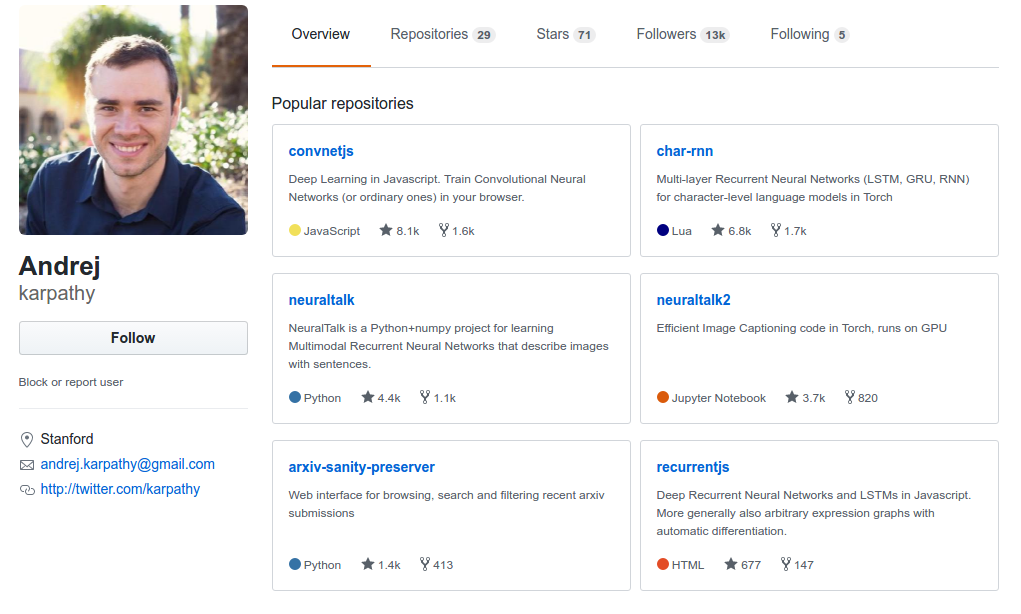 Overview Repositories 29 Stars 71 Followers 13k Following 5
Popular repositories
convnetjs
Deep Learning in Javascript. Train Convolutional Neural
Networks (or ordinary ones) in your browser.
JavaScript 8.1k 1.6k
char-rnn
Multi-layer Recurrent Neural Networks (LSTM, GRU, RNN)
for character-level language models in Torch
Lua 6.8k 1.7k
neuraltalk
NeuralTalk is a Python+numpy project for learning
Multimodal Recurrent Neural Networks that describe images
with sentences.
Python 4.4k 1.1k
neuraltalk2
Efficient Image Captioning code in Torch, runs on GPU
Jupyter Notebook 3.7k 820
arxiv-sanity-preserver
Web interface for browsing, search and filtering recent arxiv
submissions
Python 1.4k 413
recurrentjs
Deep Recurrent Neural Networks and LSTMs in Javascript.
More generally also arbitrary expression graphs with
automatic differentiation.
HTML 677 147
Andrej
karpathy
Follow
Block or report user
Stanford
andrej.karpathy@gmail.com
http://twitter.com/karpathy